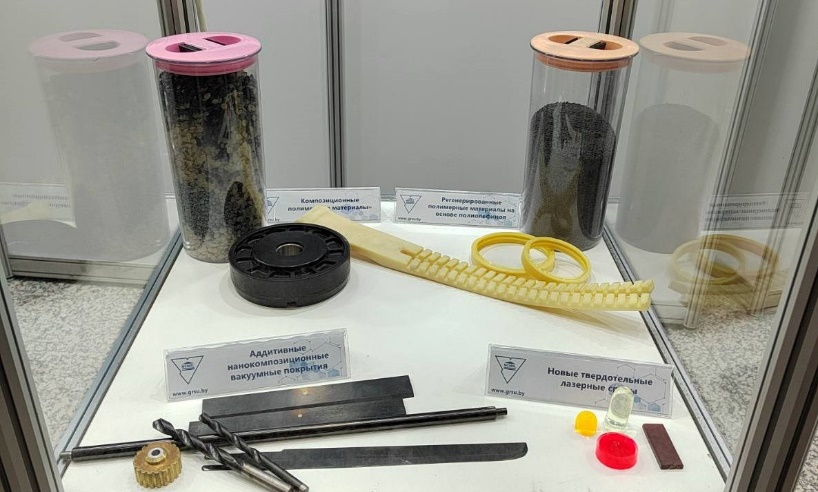 Композиционные
полимерные материалы»
Регенерированные
полимерные материалы на
основе полиолефинов
www.grsu.by
Аддитивные
нанокомпозиционные
вакуумные покрытия
www.grsu.by
Новые твердотельные
лазерные
www.grsu.by